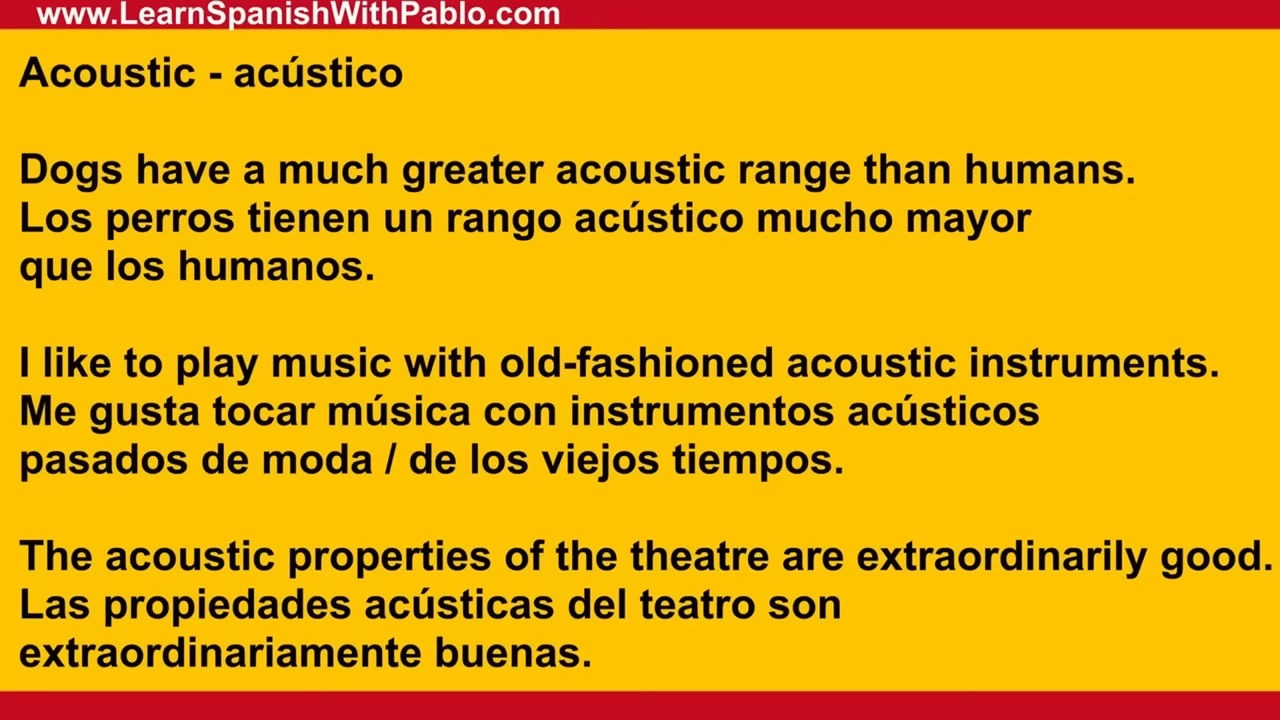 www.LearnSpanishWithPablo.com
Acoustic - acústico
Dogs have a much greater acoustic range than humans.
Los perros tienen un rango acústico mucho mayor
que los humanos.
I like to play music with old-fashioned acoustic instruments.
Me gusta tocar música con instrumentos acústicos
pasados de moda / de los viejos tiempos.
The acoustic properties of the theatre are extraordinarily good.
Las propiedades acústicas del teatro son
extraordinariamente buenas.